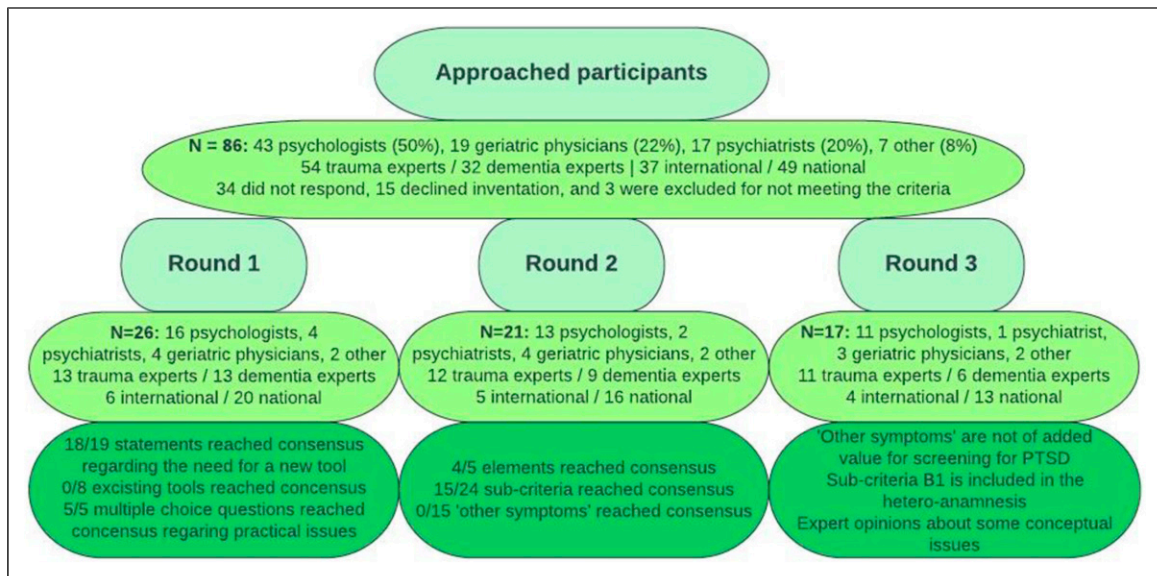 Approached participants
N = 86: 43 psychologists (50%), 19 geriatric physicians (22%), 17 psychiatrists (20%), 7 other (8%)
54 trauma experts / 32 dementia experts | 37 international / 49 national
34 did not respond, 15 declined inventation, and 3 were excluded for not meeting the criteria
Round 1
N=26: 16 psychologists, 4
psychiatrists, 4 geriatric physicians, 2 other
13 trauma experts / 13 dementia experts
6 international / 20 national
18/19 statements reached consensus
regarding the need for a new tool
0/8 excisting tools reached concensus
5/5 multiple choice questions reached
concensus regaring practical issues
Round 2
N=21: 13 psychologists, 2
psychiatrists, 4 geriatric physicians, 2 other
12 trauma experts / 9 dementia experts
5 international / 16 national
4/5 elements reached consensus
15/24 sub-criteria reached consensus
0/15 'other symptoms' reached consensus
Round 3
N=17: 11 psychologists, 1 psychiatrist,
3 geriatric physicians, 2 other
11 trauma experts / 6 dementia experts
4 international / 13 national
'Other symptoms' are not of added
value for screening for PTSD
Sub-criteria B1 is included in the
hetero-anamnesis
Expert opinions about some conceptual
issues